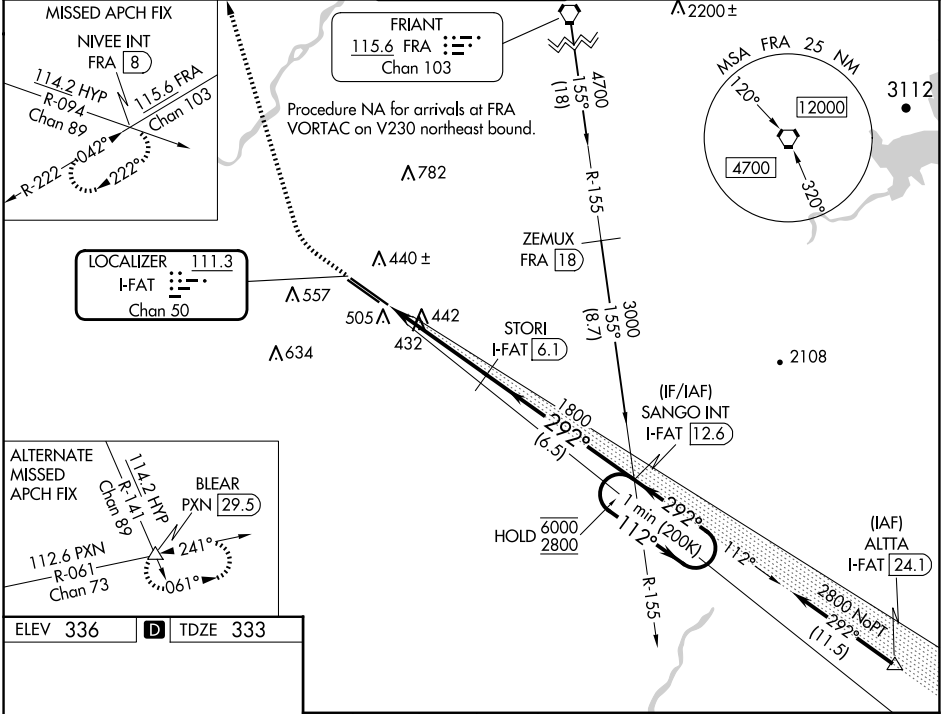 MISSED APCH FIX
NIVEE INT
FRA 8
114.2 HYP
R-094
Chan 89
115.6 FRA
Chan 103
R-222
042°
222°
FRIANT
115.6 FRA
Chan 103
Procedure NA for arrivals at FRA
VORTAC on V230 northeast bound.
2200 ±
4700
155°
(18)
R-155
MSA FRA 25 NM
120°
12000
4700
320°
3112
782
ZEMUX
FRA 18
3000
155°
(8.7)
LOCALIZER 111.3
I-FAT
Chan 50
440 ±
557
505
442
432
634
STORI
I-FAT 6.1
2108
1800
292°
(6.5)
(IF/IAF)
SANGO INT
I-FAT 12.6
HOLD 6000
2800
1 min (200K)
292°
112°
112°
R-155
(IAF)
ALTTA
I-FAT 24.1
2800 NoPT
292°
(11.5)
ALTERNATE
MISSED
APCH FIX
114.2 HYP
R-141
Chan 89
BLEAR
PXN 29.5
112.6 PXN
R-061
Chan 73
241°
061°
ELEV 336 D TDZE 333